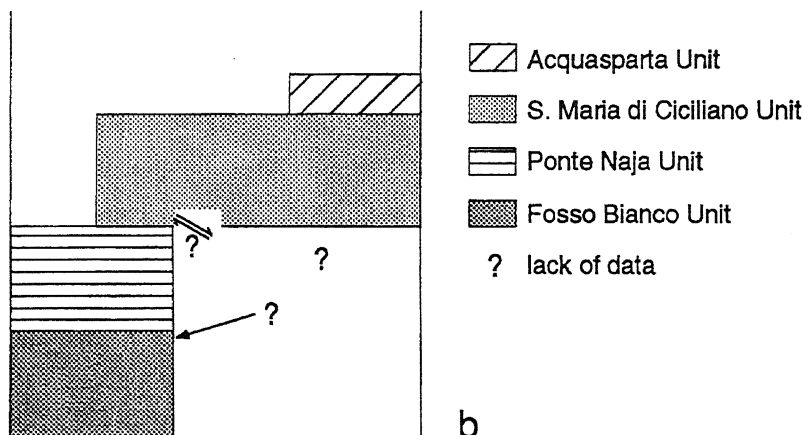 Acquasparta Unit
S. Maria di Ciciliano Unit
Ponte Naja Unit
Fosso Bianco Unit
? lack of data
?
?
?
b